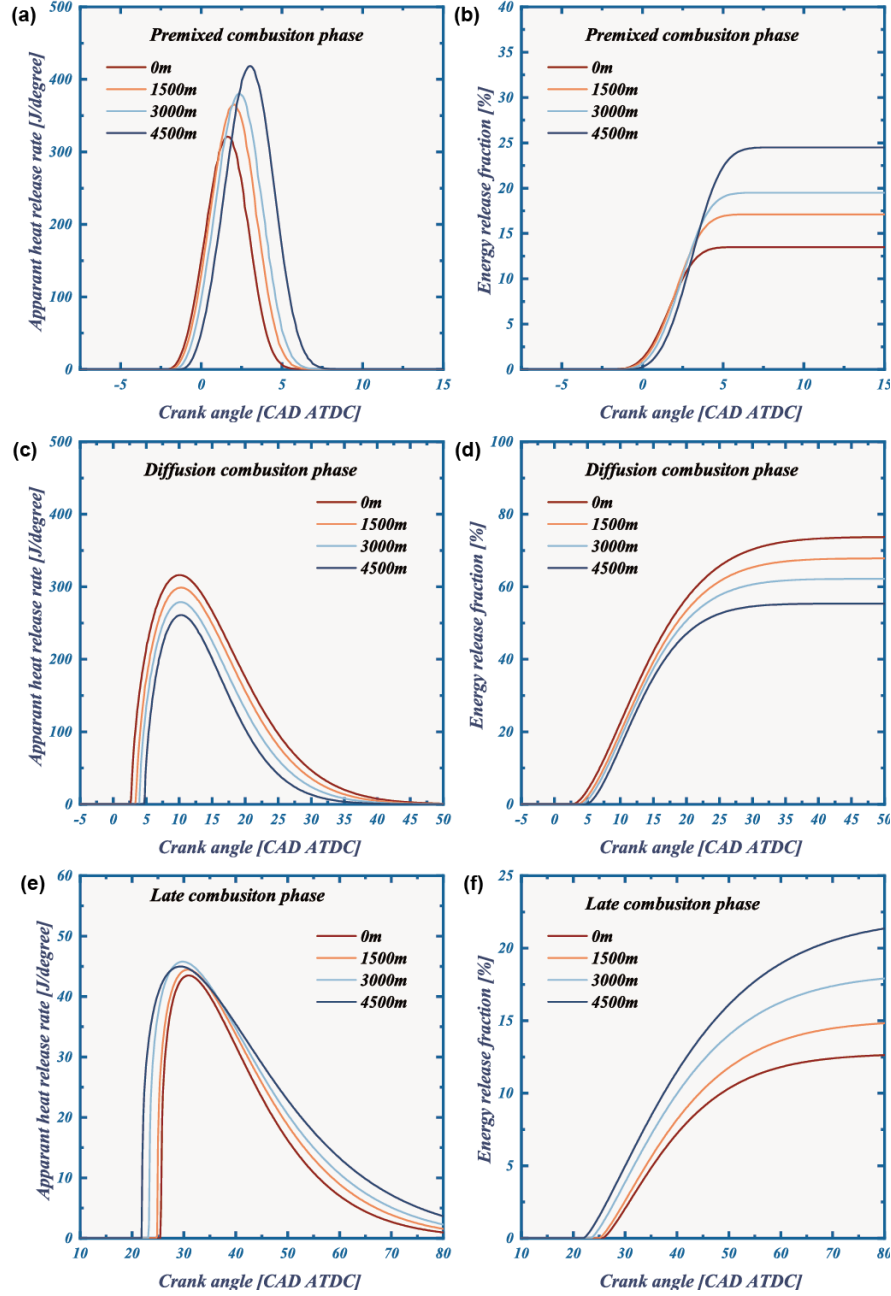 (a)
Premixed combusiton phase
0m
1500m
3000m
4500m
Apparant heat release rate [J/degree]
500
400
300
200
100
0
-5
0
5
10
15
Crank angle [CAD ATDC]
(b)
Premixed combusiton phase
0m
1500m
3000m
4500m
Energy release fraction [%]
40
35
30
25
20
15
10
5
0
-5
0
5
10
15
Crank angle [CAD ATDC]
(c)
Diffusion combusiton phase
0m
1500m
3000m
4500m
Apparant heat release rate [J/degree]
500
400
300
200
100
0
-5
0
5
10
15
20
25
30
35
40
45
50
Crank angle [CAD ATDC]
(d)
Diffusion combusiton phase
0m
1500m
3000m
4500m
Energy release fraction [%]
100
80
60
40
20
0
-5
0
5
10
15
20
25
30
35
40
45
50
Crank angle [CAD ATDC]
(e)
Late combusiton phase
0m
1500m
3000m
4500m
Apparant heat release rate [J/degree]
60
50
40
30
20
10
0
10
20
30
40
50
60
70
80
Crank angle [CAD ATDC]
(f)
Late combusiton phase
0m
1500m
3000m
4500m
Energy release fraction [%]
25
20
15
10
5
0
10
20
30
40
50
60
70
80
Crank angle [CAD ATDC]